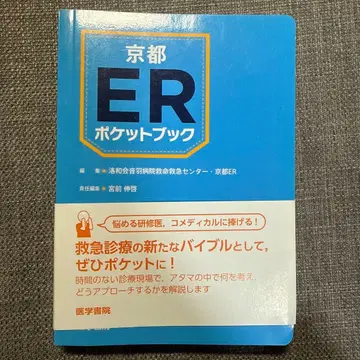 京都
ER
ポケットブック
編 集 洛和会音羽病院救命救急センター・京都ER
責任編集 宮前 伸啓
悩める研修医、コメディカルに捧げる!
救急診療の新たなバイブルとして、
ぜひポケットに!
時間のない診療現場で、アタマの中で何を考え、
どうアプローチするかを解説します
医学書院